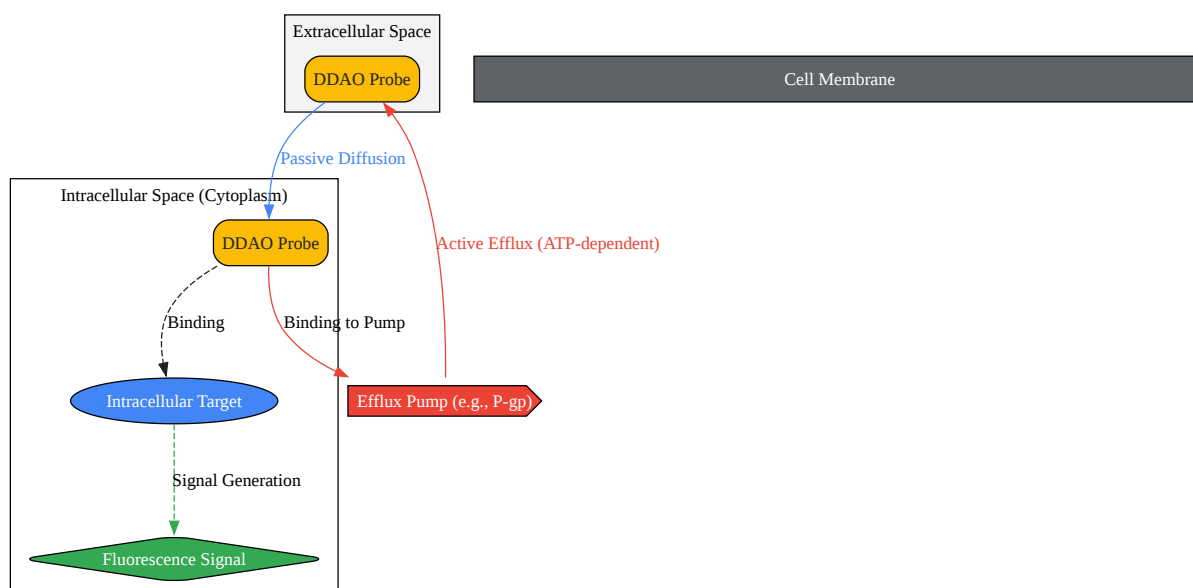 Extracellular Space
DDAO Probe
Cell Membrane
Passive Diffusion
Intracellular Space (Cytoplasm)
DDAO Probe
Active Efflux (ATP-dependent)
Binding
Binding to Pump
Intracellular Target
Efflux Pump (e.g., P-gp)
Signal Generation
Fluorescence Signal